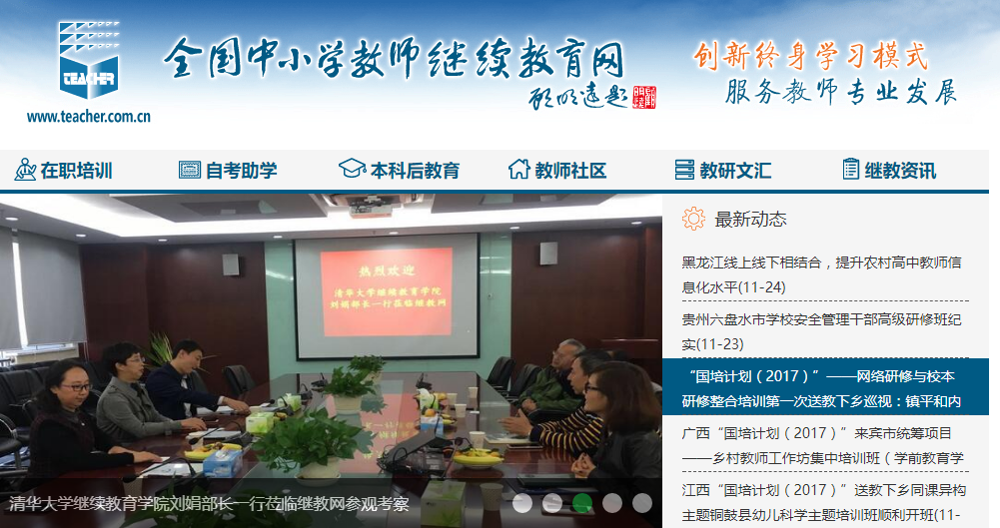 TEACHER
www.teacher.com.cn
全国中小学教师继续教育网
顾明远题
创新终身学习模式
服务教师专业发展
在职培训
自考助学
本科后教育
教师社区
教研文汇
继教资讯
热烈欢迎
清华大学继续教育学院
刘娟部长一行莅临继教网
清华大学继续教育学院刘娟部长一行莅临继教网参观考察
最新动态
黑龙江线上线下相结合，提升农村高中教师信
息化水平(11-24)
贵州六盘水市学校安全管理干部高级研修班纪
实(11-23)
“国培计划（2017）”——网络研修与校本
研修整合培训第一次送教下乡巡视：镇平和内
广西“国培计划（2017）”来宾市统筹项目
——乡村教师工作坊集中培训班（学前教育学
江西“国培计划（2017）”送教下乡同课异构
主题铜鼓县幼儿科学主题培训班顺利开班(11-